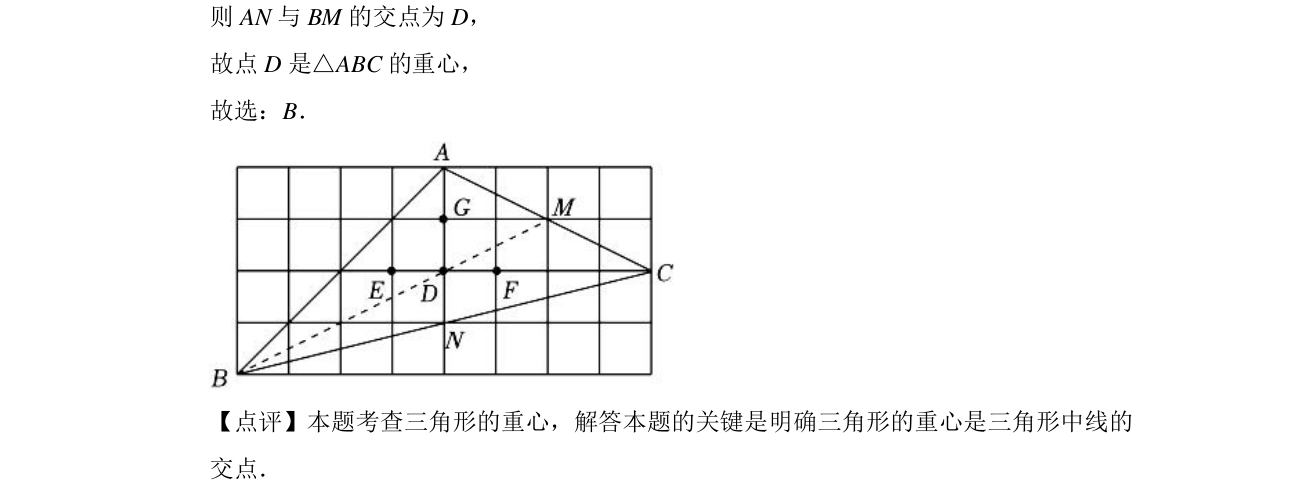 则 AN 与 BM 的交点为 D，
故点 D 是△ABC 的重心，
故选：B．
A
G
M
E
D
F
C
N
B
【点评】本题考查三角形的重心，解答本题的关键是明确三角形的重心是三角形中线的
交点．